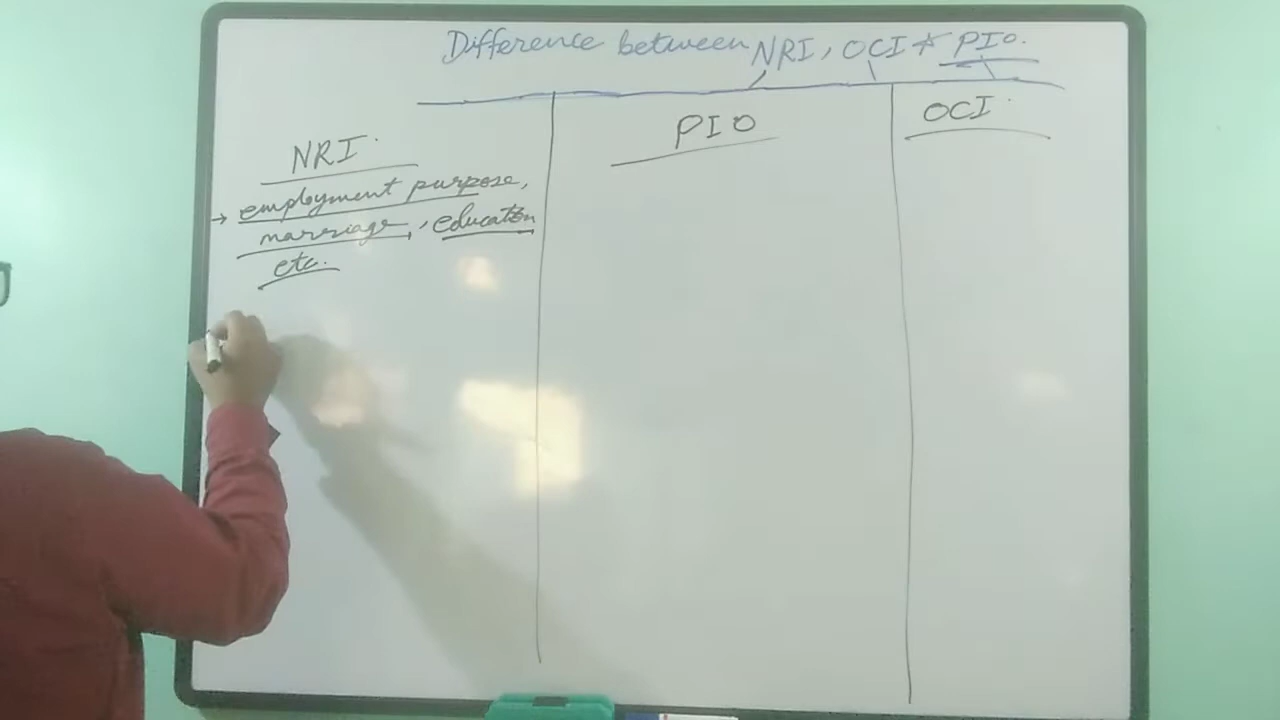 Difference between NRI, OCI & PIO.
NRI.
PIO
OCI.
→ employment purpose,
marriage, education
etc.